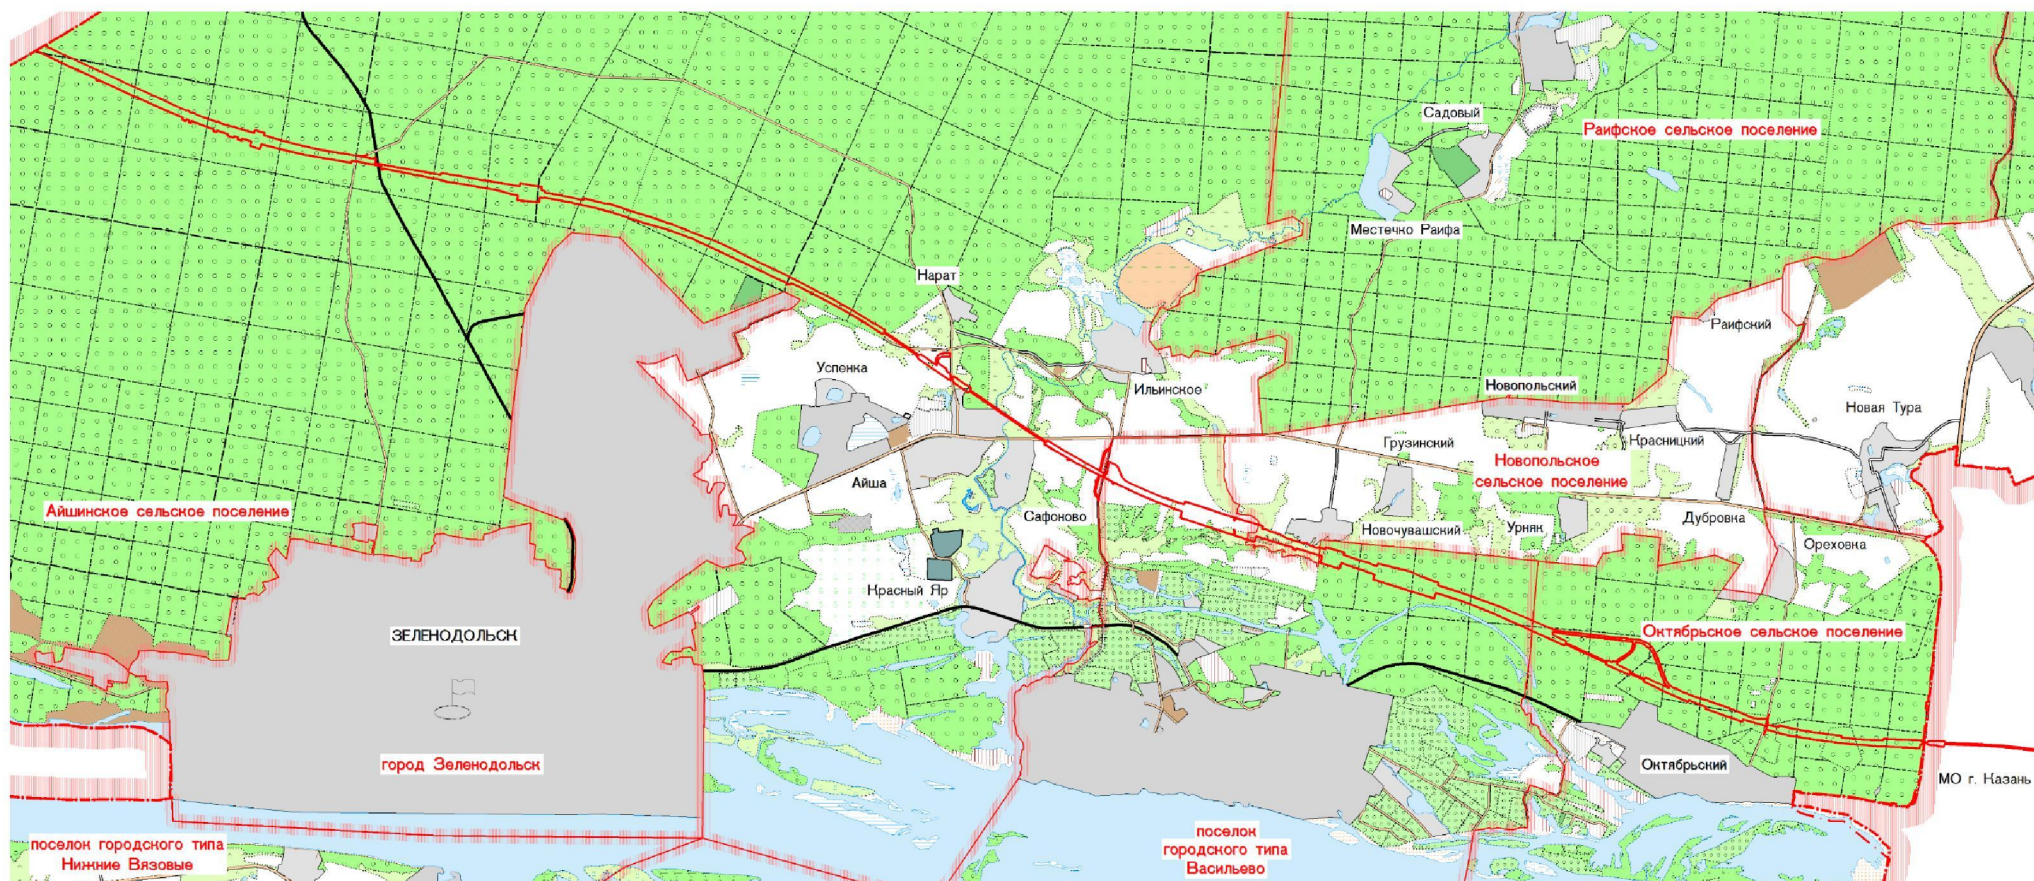 Садовый
Раифское сельское поселение
Местечко Раифа
Нарат
Раифский
Успенка
Ильинское
Новопольский
Новая Тура
Грузинский
Красницкий
Новопольское
сельское поселение
Айша
Айшинское сельское поселение
Сафоново
Новочувашский
Урняк
Дубровка
Ореховка
Красный Яр
ЗЕЛЕНОДОЛЬСК
Октябрьское сельское поселение
город Зеленодольск
Октябрьский
МО г. Казань
поселок городского типа
Нижние Вязовые
поселок
городского типа
Васильево